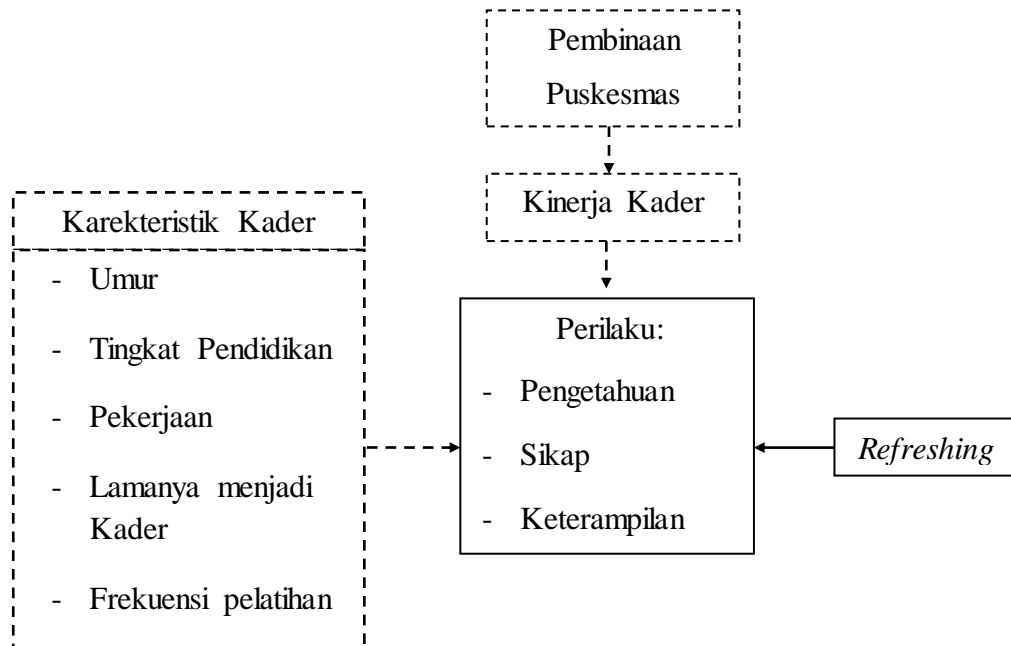 Pembinaan
Puskesmas
Kinerja Kader
Karekteristik Kader
- Umur
- Tingkat Pendidikan
- Pekerjaan
- Lamanya menjadi
Kader
- Frekuensi pelatihan
Perilaku:
- Pengetahuan
- Sikap
- Keterampilan
Refreshing